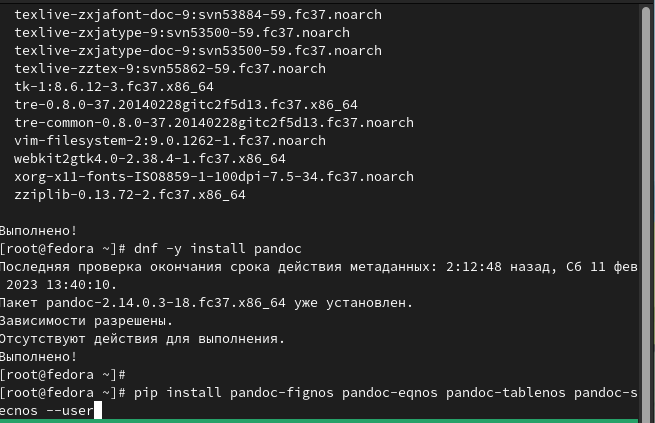 texlive-zxjafont-doc-9:svn53884-59.fc37.noarch
texlive-zxjatype-9:svn53500-59.fc37.noarch
texlive-zxjatype-doc-9:svn53500-59.fc37.noarch
texlive-zztex-9:svn55862-59.fc37.noarch
tk-1:8.6.12-3.fc37.x86_64
tre-0.8.0-37.20140228gitc2f5d13.fc37.x86_64
tre-common-0.8.0-37.20140228gitc2f5d13.fc37.noarch
vim-filesystem-2:9.0.1262-1.fc37.noarch
webkit2gtk4.0-2.38.4-1.fc37.x86_64
xorg-x11-fonts-ISO8859-1-100dpi-7.5-34.fc37.noarch
zziplib-0.13.72-2.fc37.x86_64
Выполнено!
[root@fedora ~]# dnf -y install pandoc
Последняя проверка окончания срока действия метаданных: 2:12:48 назад, Сб 11 фев
2023 13:40:10.
Пакет pandoc-2.14.0.3-18.fc37.x86_64 уже установлен.
Зависимости разрешены.
Отсутствуют действия для выполнения.
Выполнено!
[root@fedora ~]#
[root@fedora ~]# pip install pandoc-fignos pandoc-eqnos pandoc-tablenos pandoc-s
ecnos --user